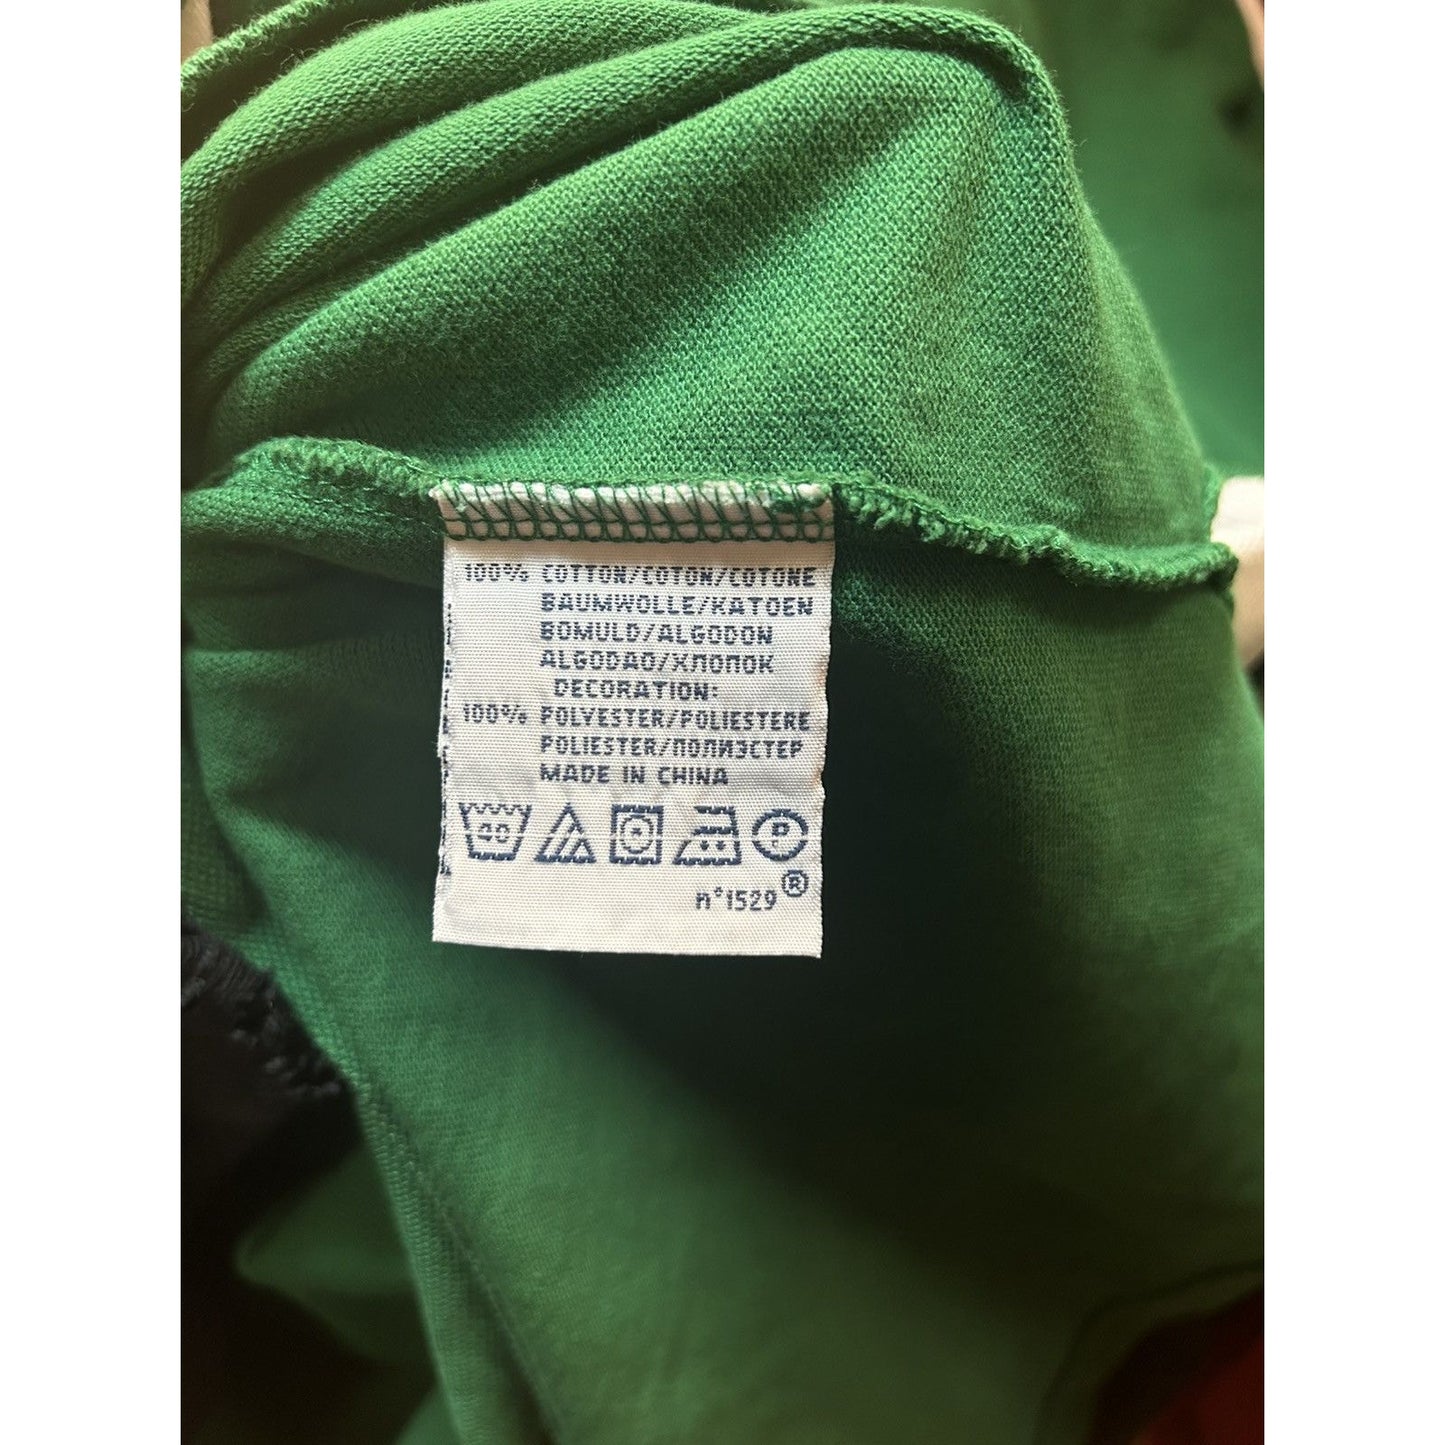 100% COTTON/COTON/COTONE
BAUMWOLLE/KATOEN
BOMULD/ALGODON
ALGODAO/ХЛОПОК
DECORATION:
100% POLYESTER/POLIESTERE
POLIESTER/ПОЛИЭСТЕР
MADE IN CHINA
40 P
n°1529®